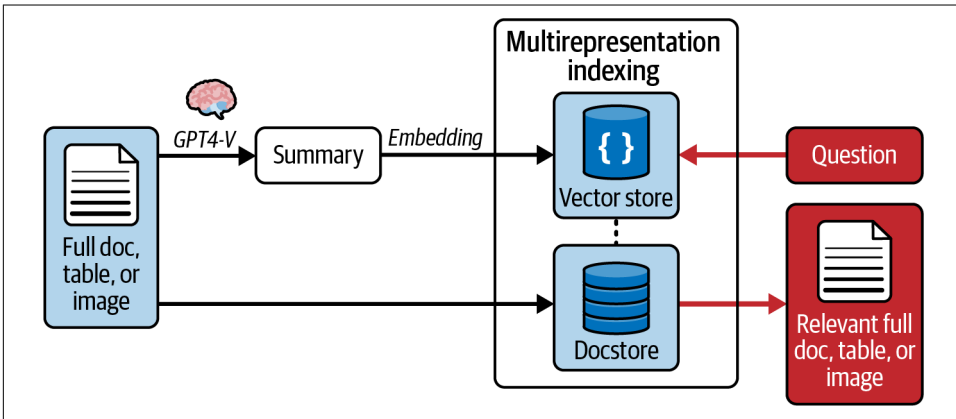 Multirepresentation
indexing
GPT4-V
Summary
Embedding
{ }
Vector store
Question
Full doc,
table, or
image
Docstore
Relevant full
doc, table, or
image